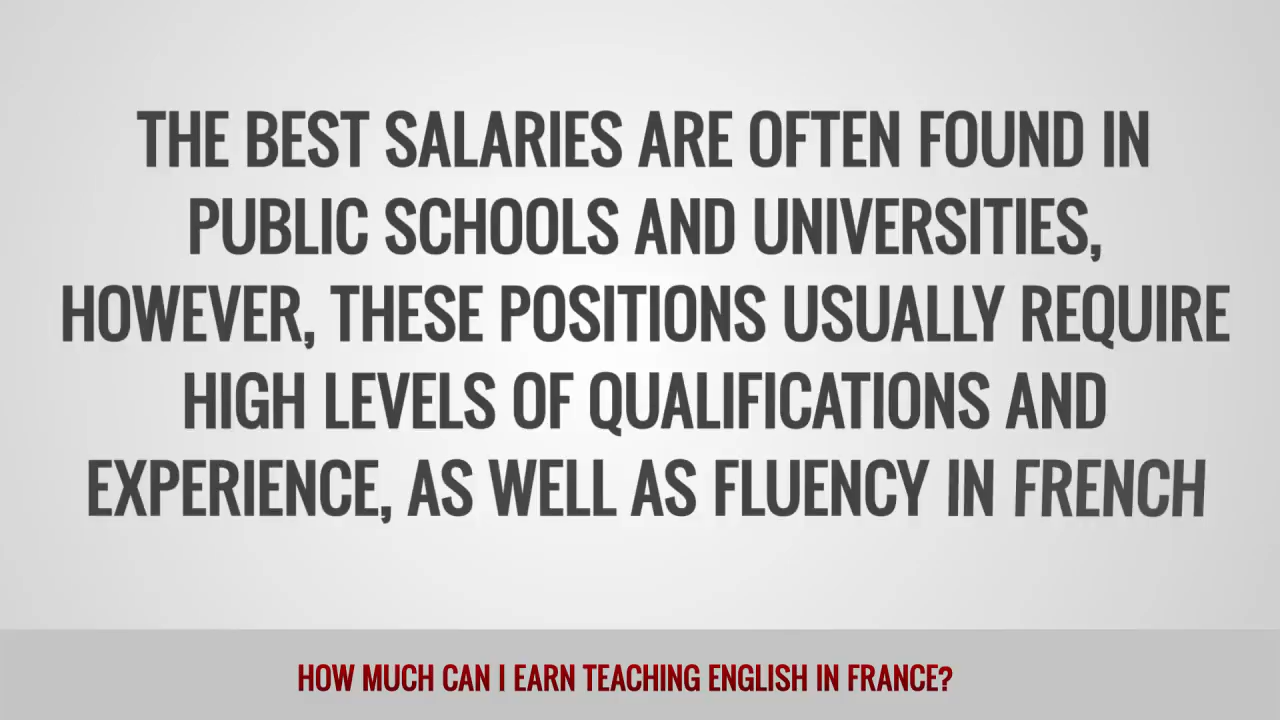 THE BEST SALARIES ARE OFTEN FOUND IN
PUBLIC SCHOOLS AND UNIVERSITIES,
HOWEVER, THESE POSITIONS USUALLY REQUIRE
HIGH LEVELS OF QUALIFICATIONS AND
EXPERIENCE, AS WELL AS FLUENCY IN FRENCH
HOW MUCH CAN I EARN TEACHING ENGLISH IN FRANCE?